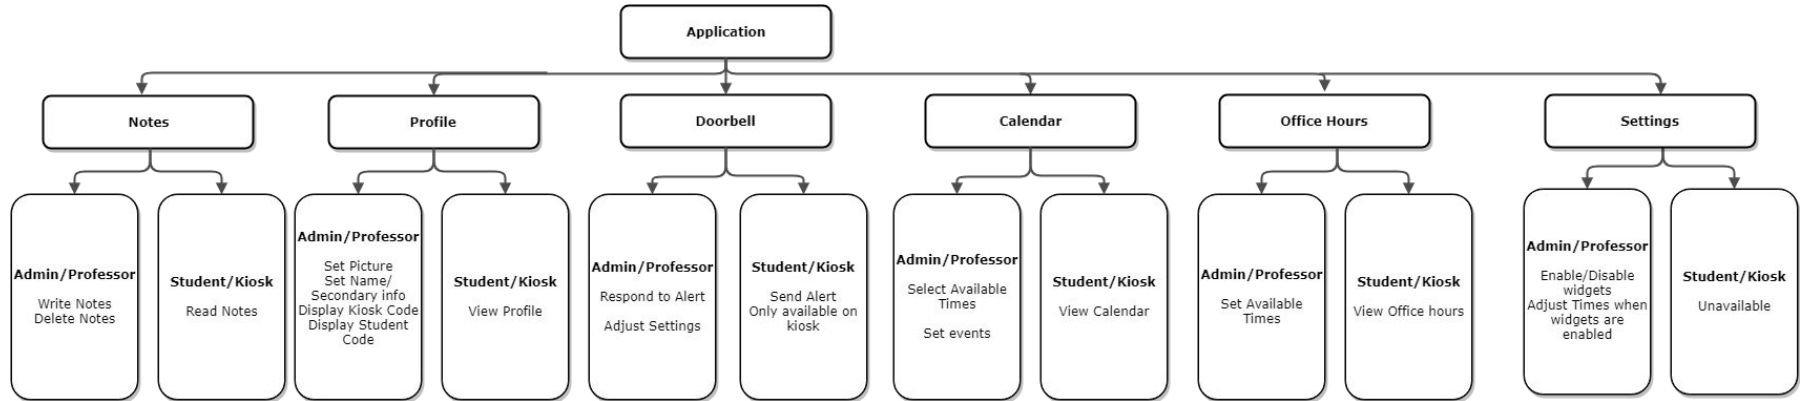 Application
Notes
Profile
Doorbell
Calendar
Office Hours
Settings
Admin/Professor
Write Notes
Delete Notes
Student/Kiosk
Read Notes
Admin/Professor
Set Picture
Set Name/
Secondary info
Display Kiosk Code
Display Student
Code
Student/Kiosk
View Profile
Admin/Professor
Respond to Alert
Adjust Settings
Student/Kiosk
Send Alert
Only available on
kiosk
Admin/Professor
Select Available
Times
Set events
Student/Kiosk
View Calendar
Admin/Professor
Set Available
Times
Student/Kiosk
View Office hours
Admin/Professor
Enable/Disable
widgets
Adjust Times when
widgets are
enabled
Student/Kiosk
Unavailable